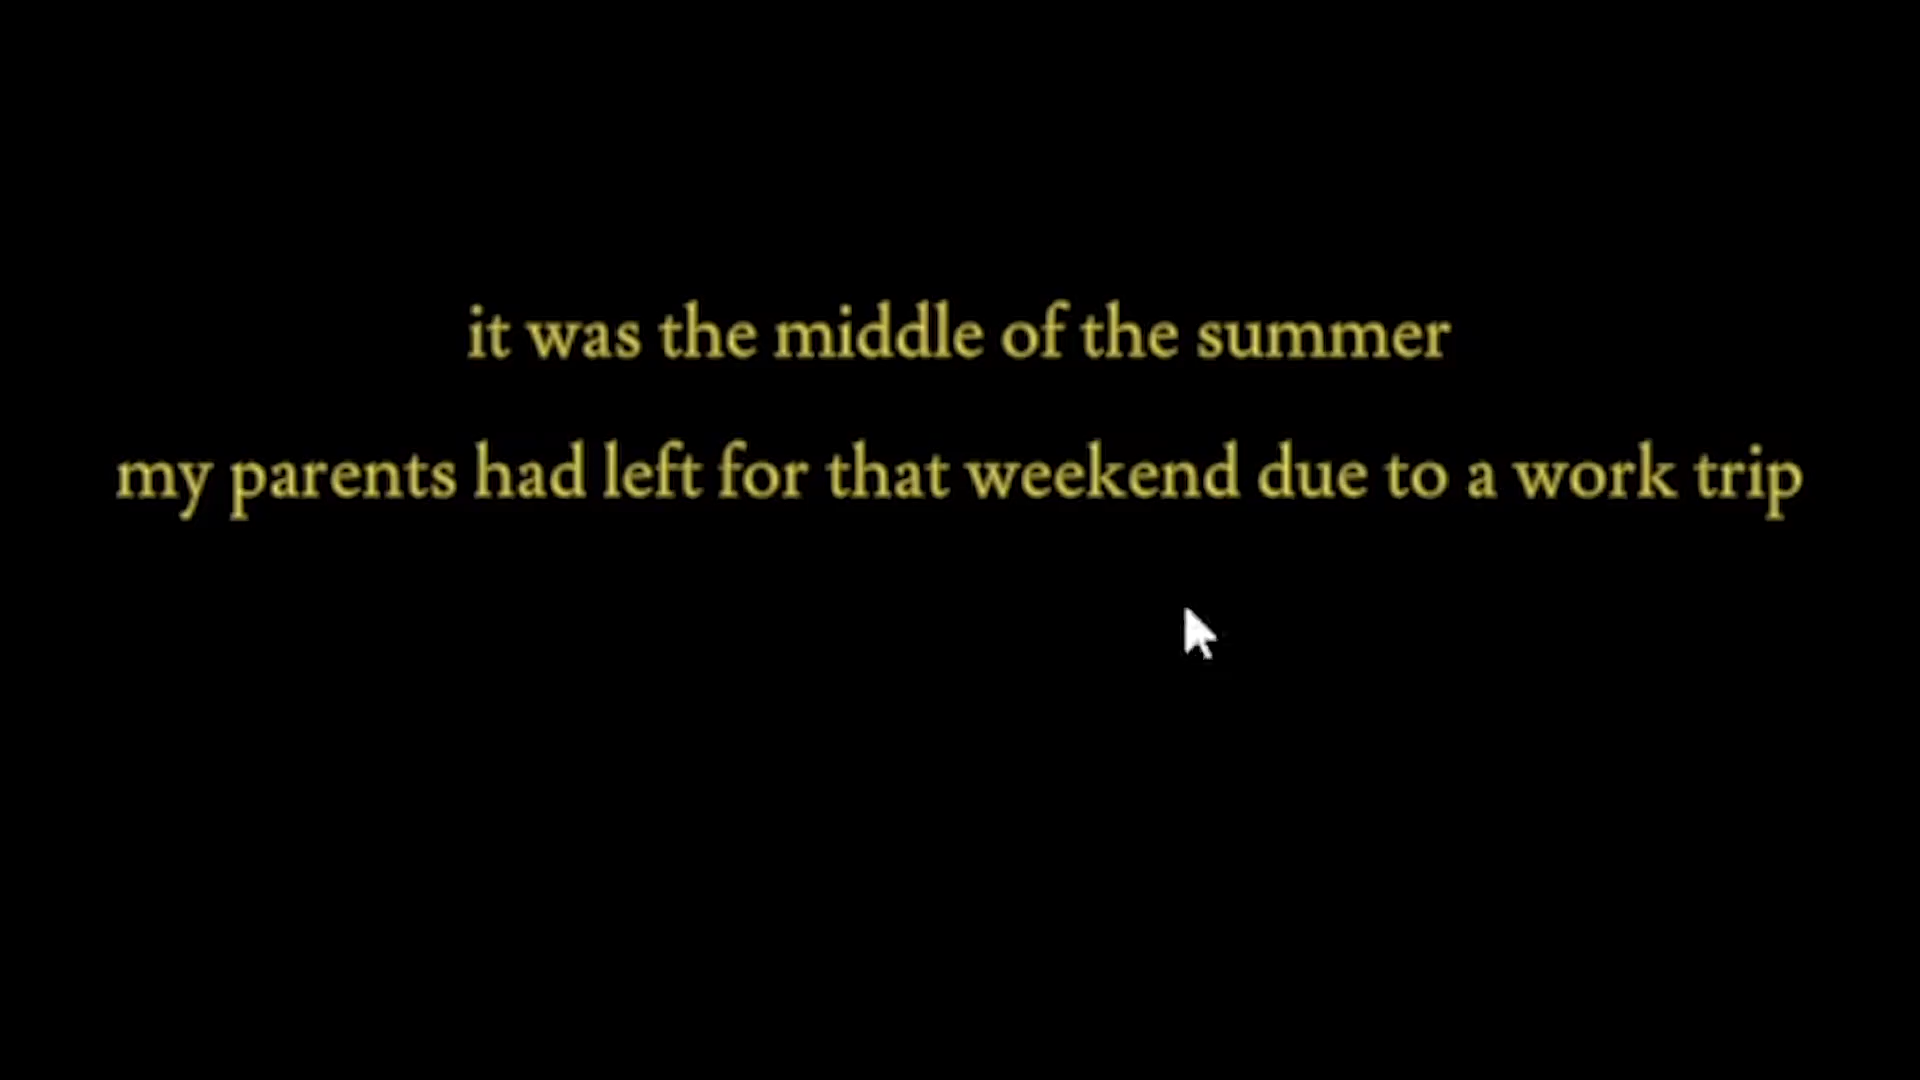 it was the middle of the summer
my parents had left for that weekend due to a work trip